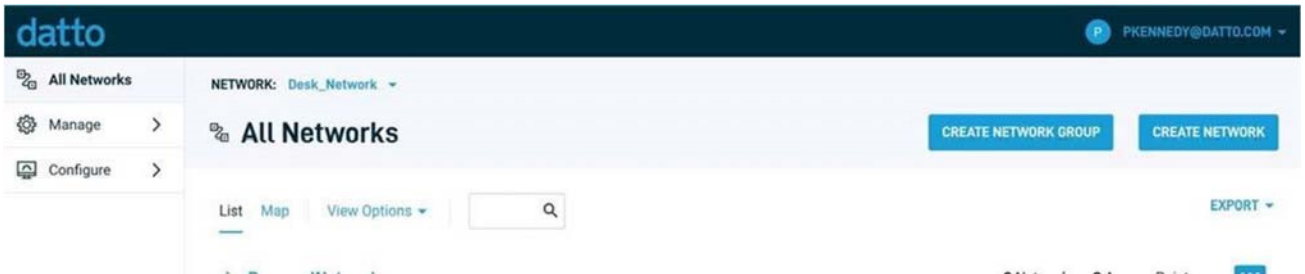 datto
P PKENNEDY@DATTO.COM
All Networks
NETWORK: Desk_Network
Manage
All Networks
CREATE NETWORK GROUP
CREATE NETWORK
Configure
List Map View Options
EXPORT